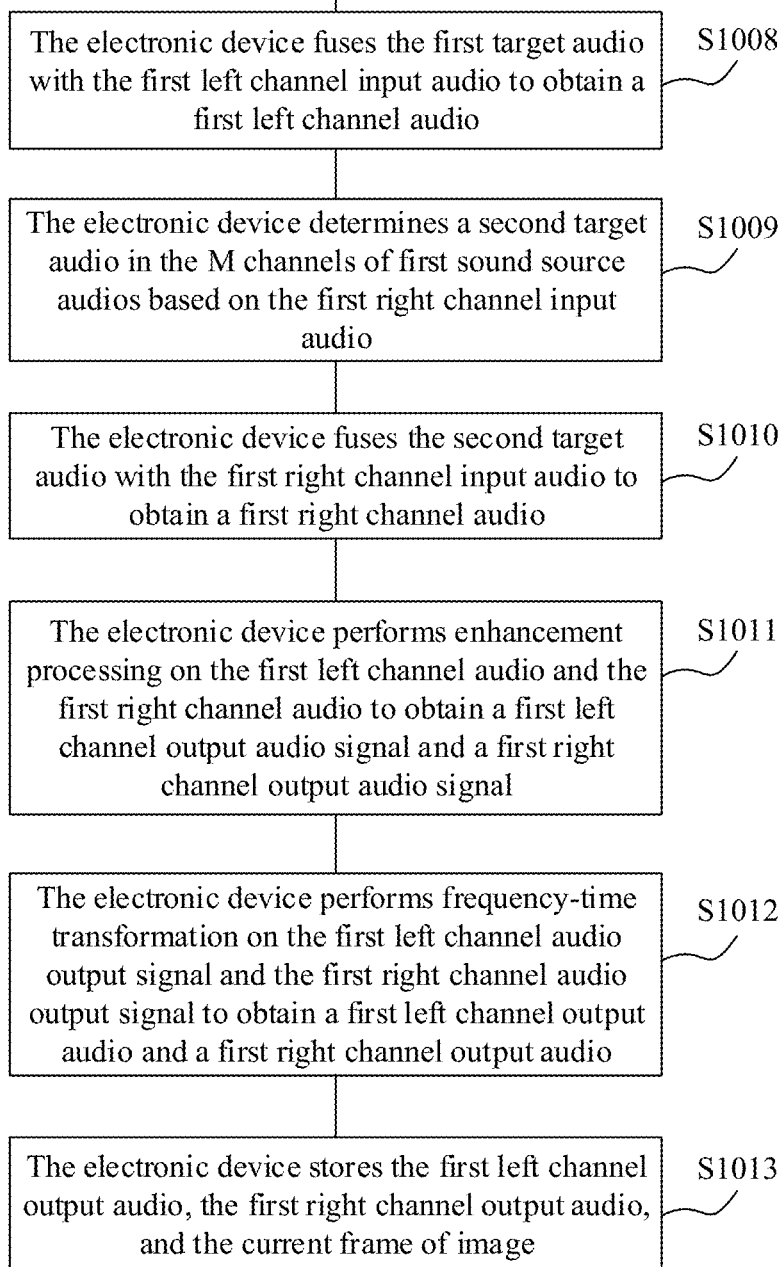 The electronic device fuses the first target audio
with the first left channel input audio to obtain a
first left channel audio
S1008
The electronic device determines a second target
audio in the M channels of first sound source
audios based on the first right channel input
audio
S1009
The electronic device fuses the second target
audio with the first right channel input audio to
obtain a first right channel audio
S1010
The electronic device performs enhancement
processing on the first left channel audio and the
first right channel audio to obtain a first left
channel output audio signal and a first right
channel output audio signal
S1011
The electronic device performs frequency-time
transformation on the first left channel audio
output signal and the first right channel audio
output signal to obtain a first left channel output
audio and a first right channel output audio
S1012
The electronic device stores the first left channel
output audio, the first right channel output audio,
and the current frame of image
S1013